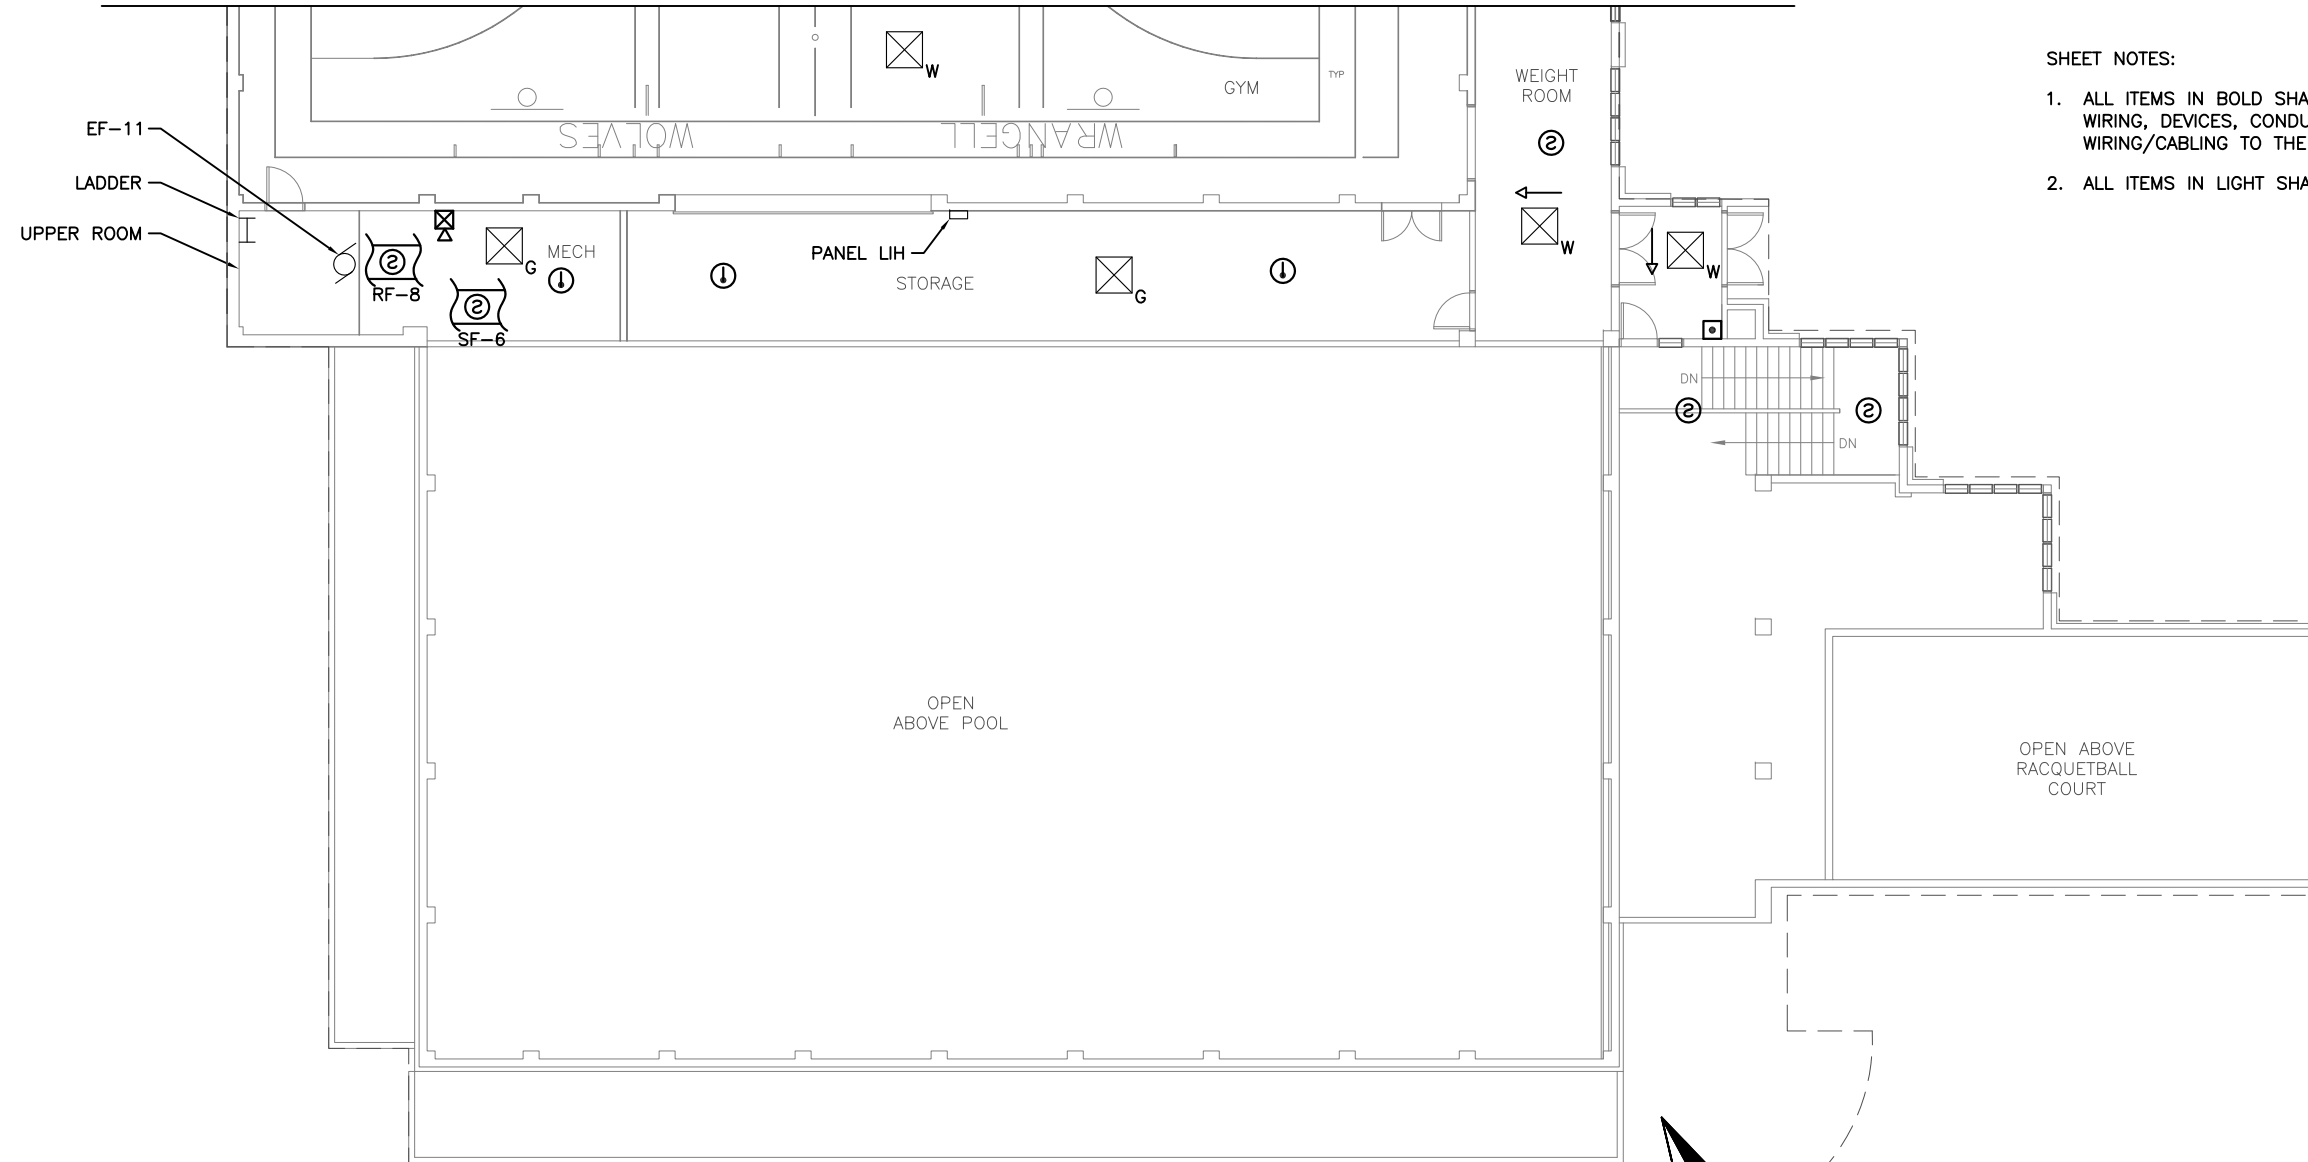 SHEET NOTES:
1. ALL ITEMS IN BOLD SHA
WIRING, DEVICES, CONDU
WIRING/CABLING TO THE
2. ALL ITEMS IN LIGHT SHA
W
GYM
TYP
WEIGHT
ROOM
WOLVES
WRANGELL
EF-11
LADDER
UPPER ROOM
S
S
RF-8
S
SF-6
G
MECH
PANEL LIH
STORAGE
G
W
W
DN
S
S
DN
OPEN
ABOVE POOL
OPEN ABOVE
RACQUETBALL
COURT